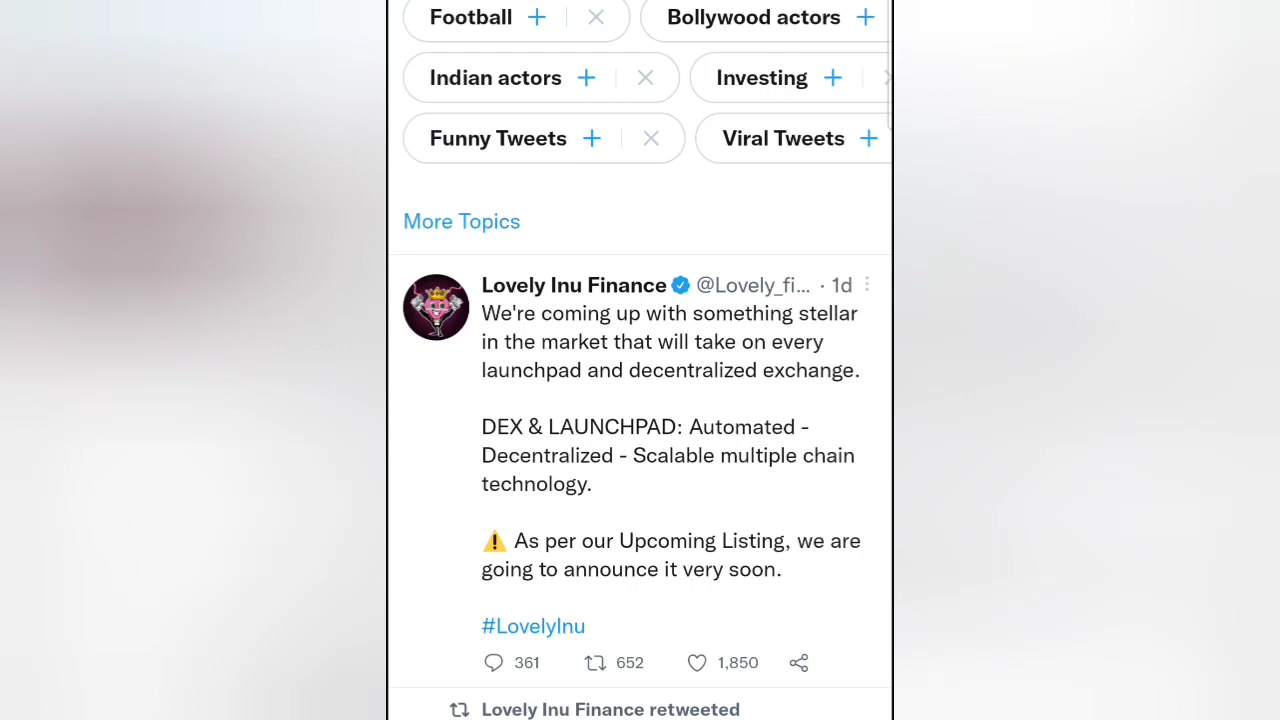 Football
Bollywood actors
Indian actors
Investing
Funny Tweets
Viral Tweets
More Topics
Lovely Inu Finance @Lovely_fi... · 1d
We're coming up with something stellar
in the market that will take on every
launchpad and decentralized exchange.
DEX & LAUNCHPAD: Automated -
Decentralized - Scalable multiple chain
technology.
⚠️ As per our Upcoming Listing, we are
going to announce it very soon.
#LovelyInu
361 652 1,850
Lovely Inu Finance retweeted